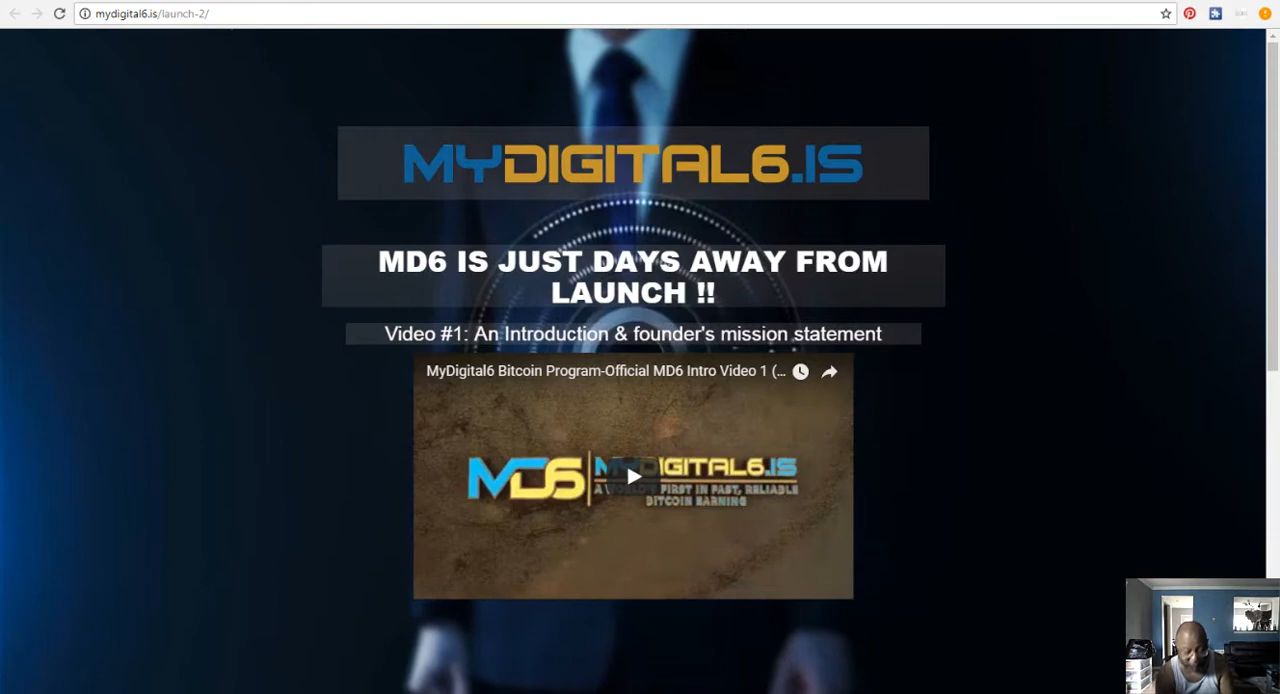 mydigital6.is/launch-2/
MYDIGITAL6.IS
MD6 IS JUST DAYS AWAY FROM
LAUNCH !!
Video #1: An Introduction & founder's mission statement
MyDigital6 Bitcoin Program-Official MD6 Intro Video 1 (...
MD6
MYDIGITAL6.IS
A WORLD'S FIRST IN FAST, RELIABLE
BITCOIN EARNING